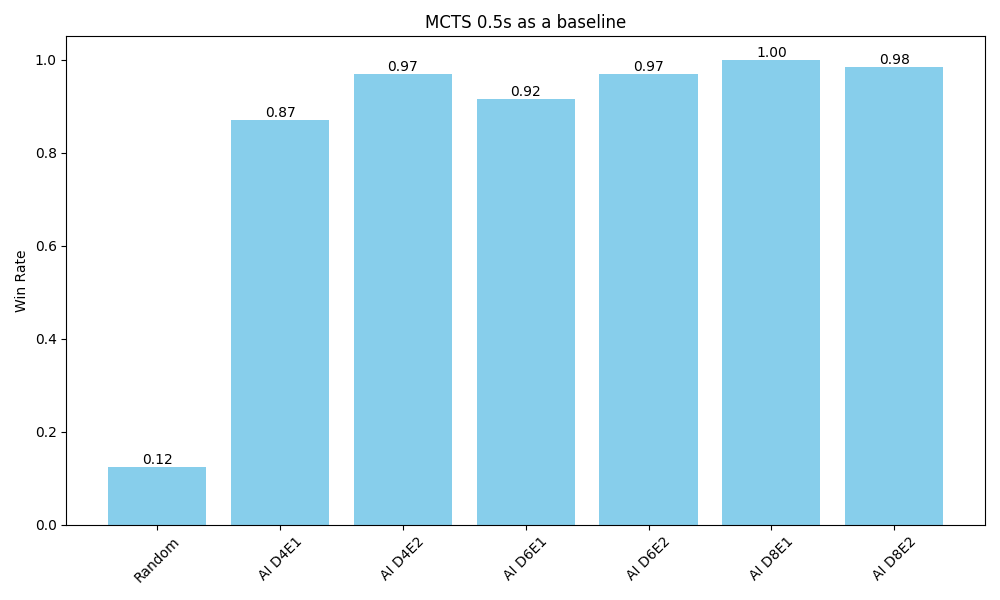 MCTS 0.5s as a baseline
Win Rate
1.0
0.8
0.6
0.4
0.2
0.0
0.12
0.87
0.97
0.92
0.97
1.00
0.98
Random
AI D4E1
AI D4E2
AI D6E1
AI D6E2
AI D8E1
AI D8E2